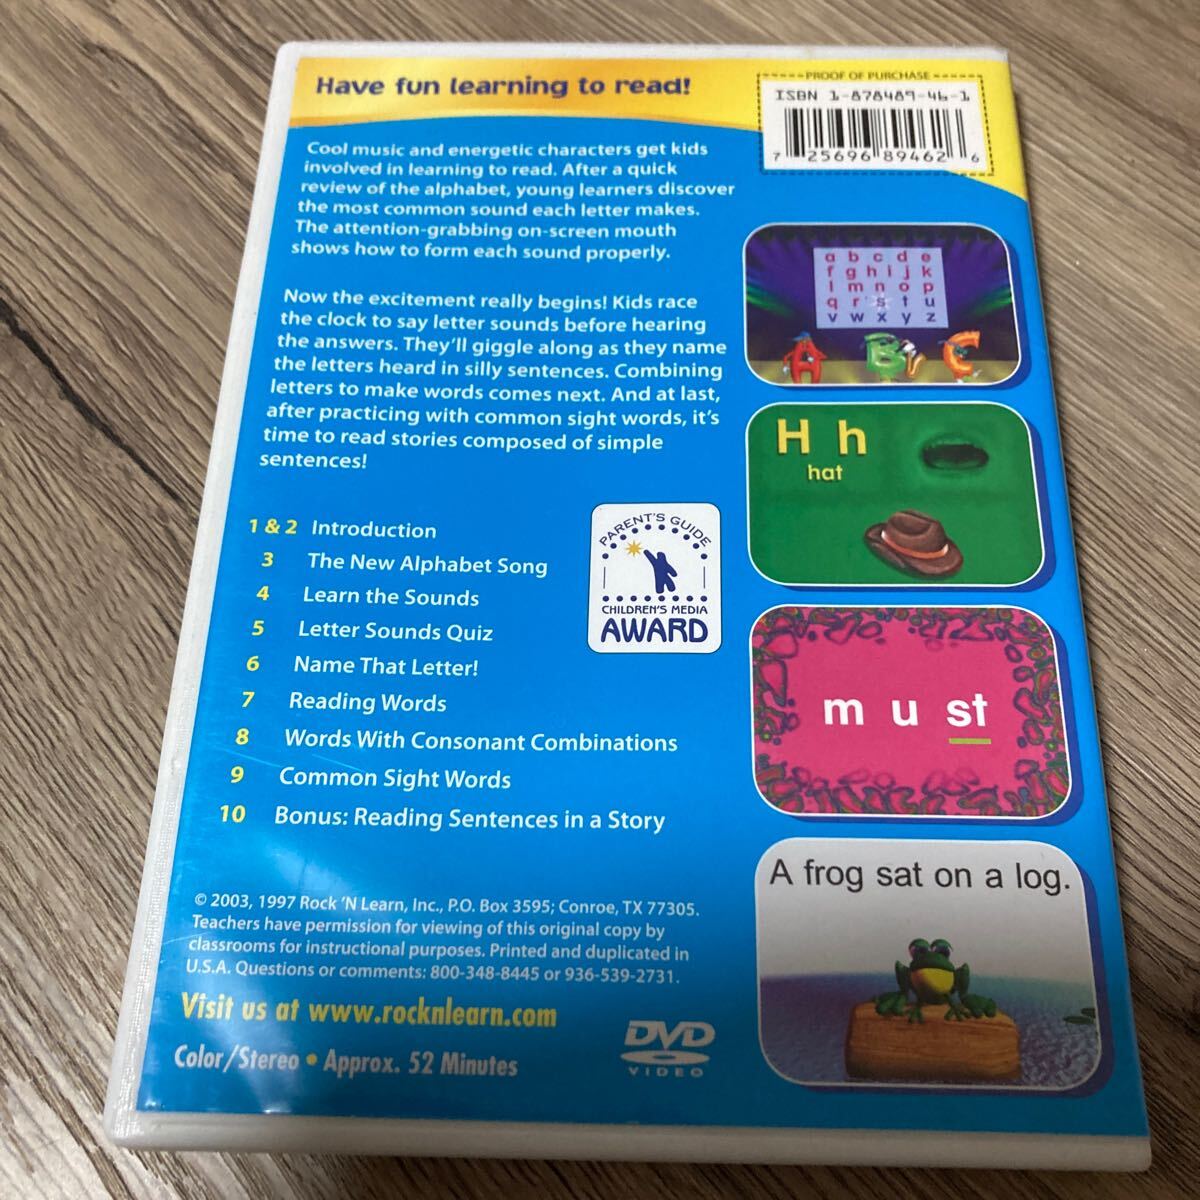 Have fun learning to read!
PROOF OF PURCHASE
ISBN 1-878489-46-1
7 25696 89462 6
Cool music and energetic characters get kids
involved in learning to read. After a quick
review of the alphabet, young learners discover
the most common sound each letter makes.
The attention-grabbing on-screen mouth
shows how to form each sound properly.
Now the excitement really begins! Kids race
the clock to say letter sounds before hearing
the answers. They'll giggle along as they name
the letters heard in silly sentences. Combining
letters to make words comes next. And at last,
after practicing with common sight words, it's
time to read stories composed of simple
sentences!
a b c d e
f g h i j k
l m n o p
q r s t u
v w x y z
A B C
H h
hat
1 & 2 Introduction
3 The New Alphabet Song
4 Learn the Sounds
5 Letter Sounds Quiz
6 Name That Letter!
7 Reading Words
8 Words With Consonant Combinations
9 Common Sight Words
10 Bonus: Reading Sentences in a Story
PARENT'S GUIDE
CHILDREN'S MEDIA
AWARD
m u st
A frog sat on a log.
© 2003, 1997 Rock 'N Learn, Inc., P.O. Box 3595; Conroe, TX 77305.
Teachers have permission for viewing of this original copy by
classrooms for instructional purposes. Printed and duplicated in
U.S.A. Questions or comments: 800-348-8445 or 936-539-2731.
Visit us at www.rocknlearn.com
Color/Stereo • Approx. 52 Minutes
DVD
VIDEO